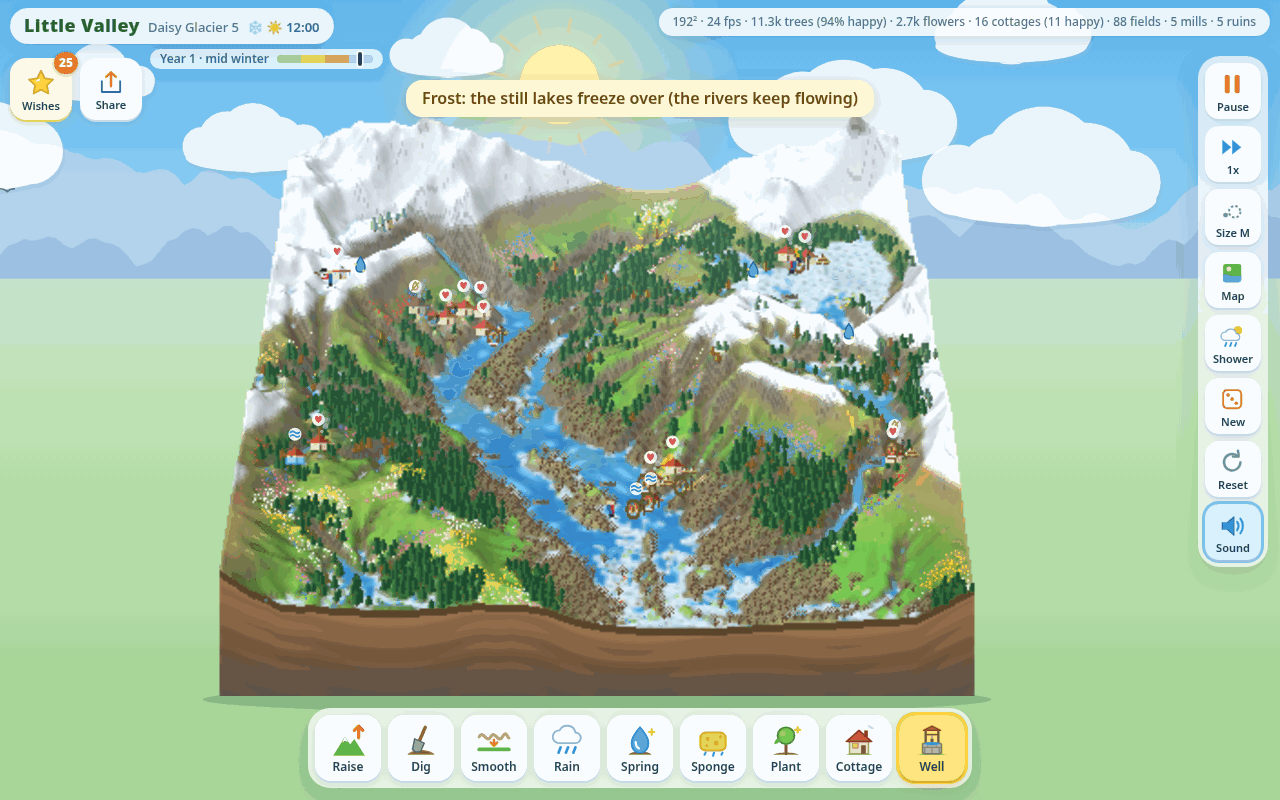 Little Valley Daisy Glacier 5 12:00
192² · 24 fps · 11.3k trees (94% happy) · 2.7k flowers · 16 cottages (11 happy) · 88 fields · 5 mills · 5 ruins
Year 1 · mid winter
25
Wishes
Share
Frost: the still lakes freeze over (the rivers keep flowing)
Pause
1x
Size M
Map
Shower
New
Reset
Sound
Raise
Dig
Smooth
Rain
Spring
Sponge
Plant
Cottage
Well